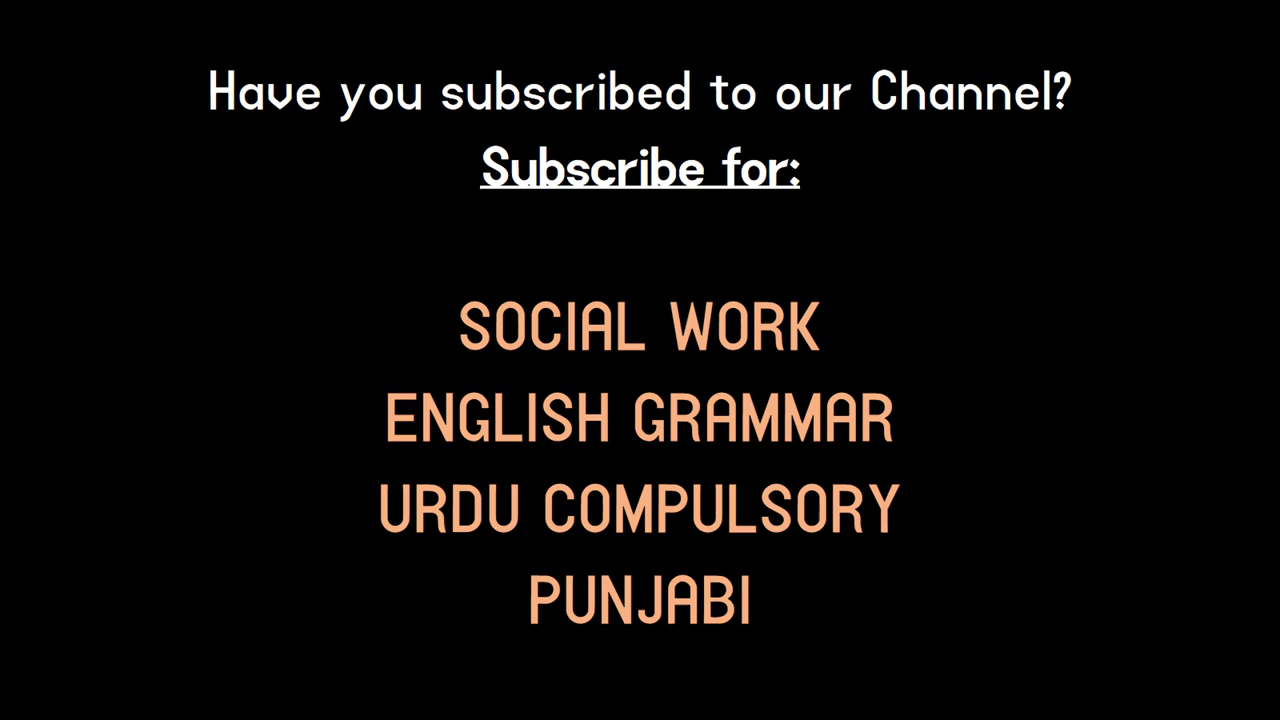 Have you subscribed to our Channel?
Subscribe for:
SOCIAL WORK
ENGLISH GRAMMAR
URDU COMPULSORY
PUNJABI